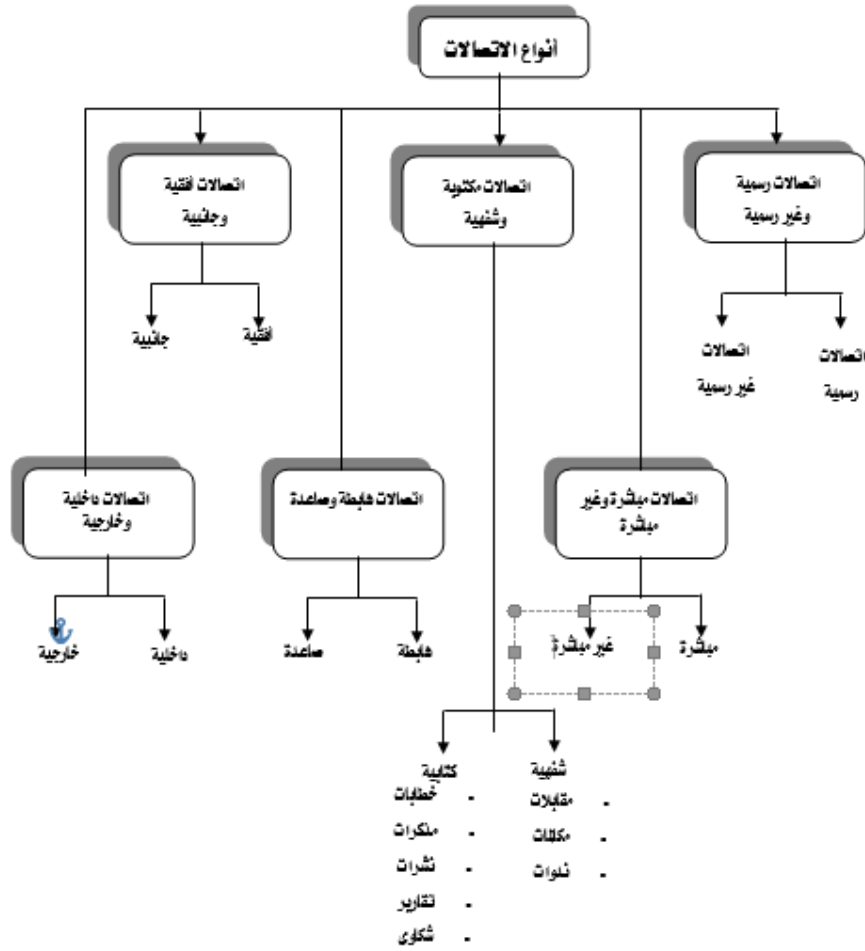 أنواع الاتصالات
اتصالات رسمية
وغير رسمية
اتصالات مكتوبة
وشفهية
اتصالات أفقية
وجانبية
اتصالات
رسمية
اتصالات
غير رسمية
أفقية
جانبية
اتصالات مباشرة وغير
مباشرة
اتصالات هابطة وصاعدة
اتصالات داخلية
وخارجية
مباشرة
غير مباشرة
هابطة
صاعدة
داخلية
خارجية
شفهية
- مقابلات
- مكالمات
- ندوات
كتابية
- خطابات
- مذكرات
- نشرات
- تقارير
- شكاوى